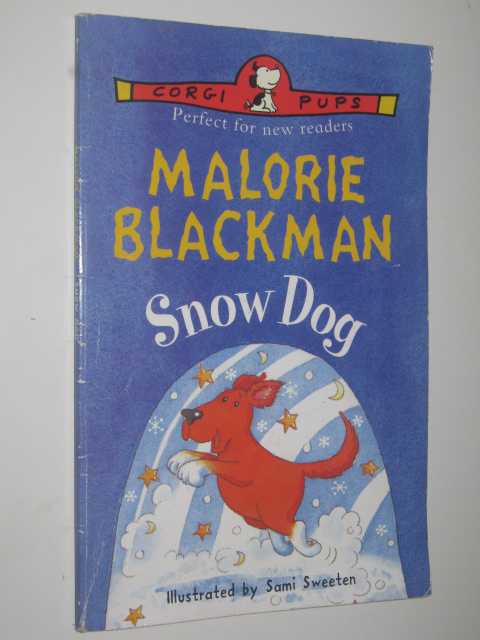 CORGI PUPS
Perfect for new readers
MALORIE
BLACKMAN
Snow Dog
Illustrated by Sami Sweeten